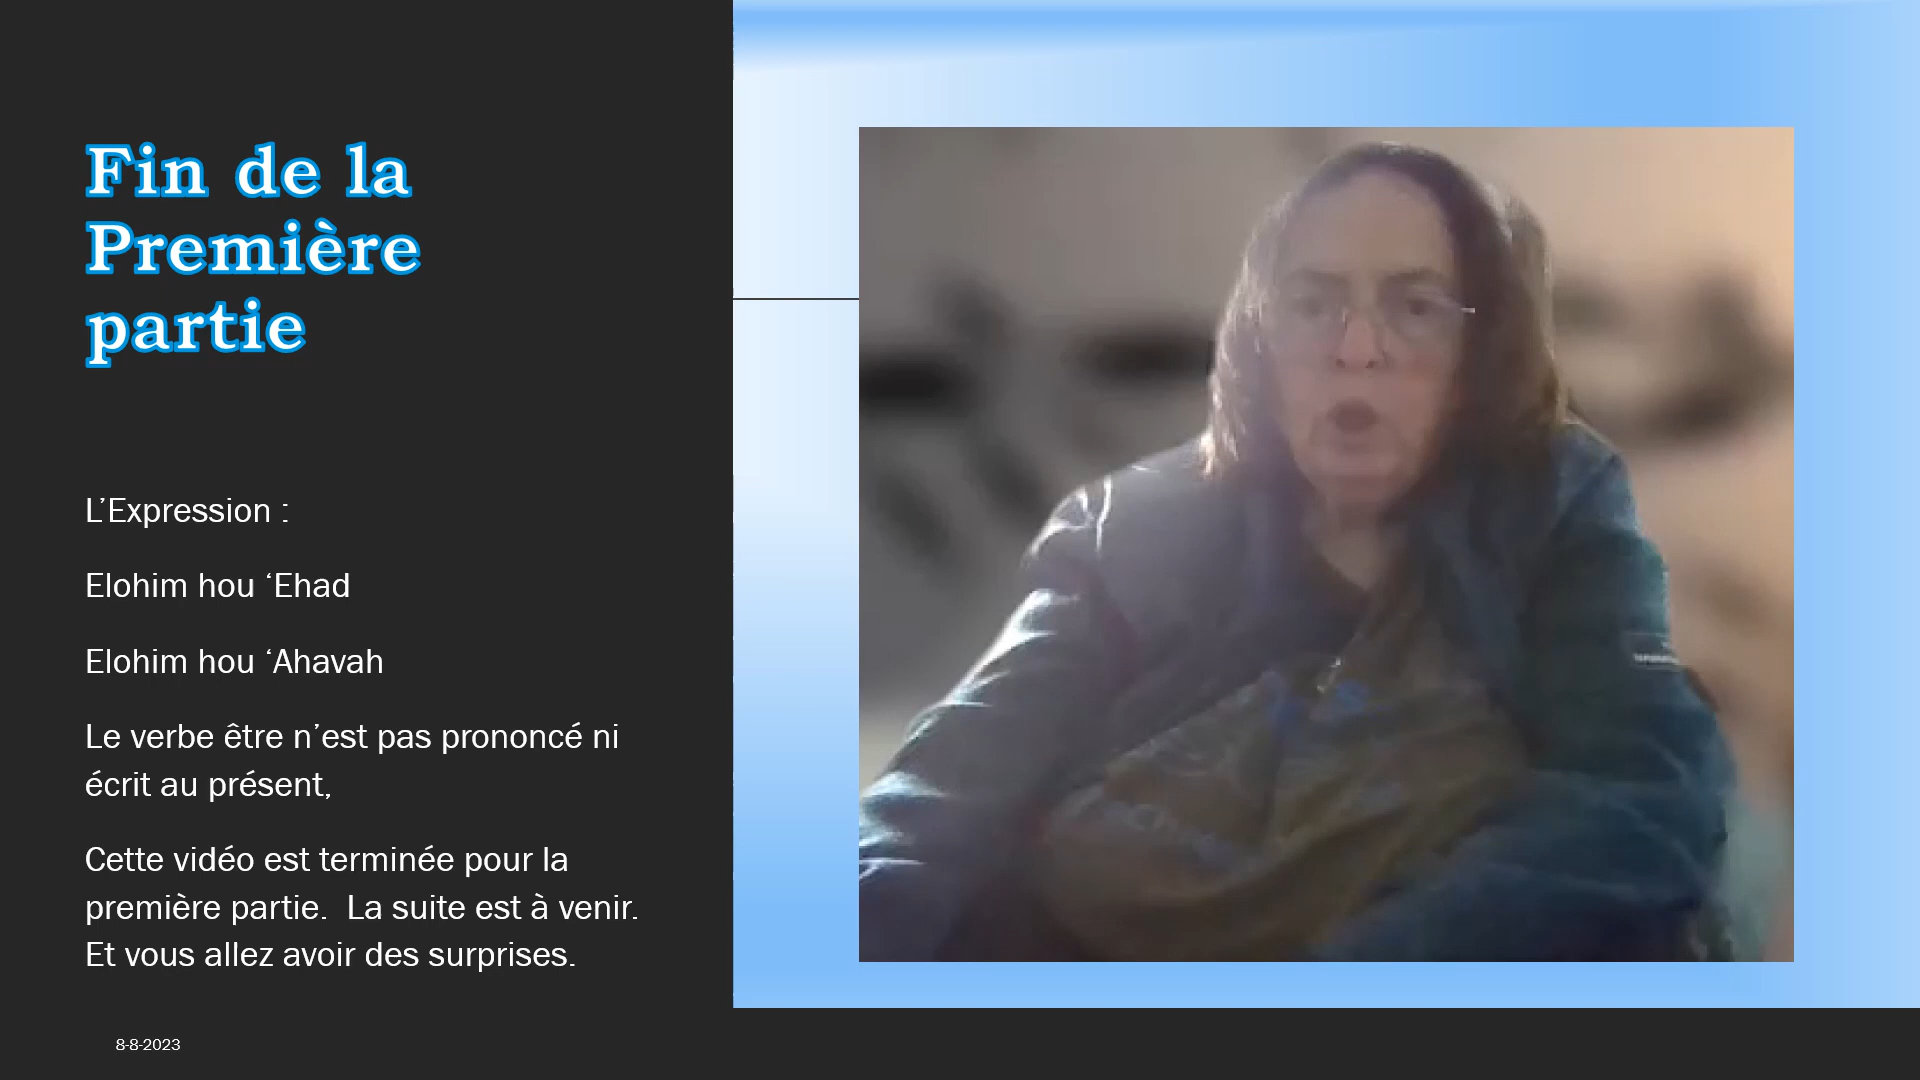 Fin de la
Première
partie
L’Expression :
Elohim hou ‘Ehad
Elohim hou ‘Ahavah
Le verbe être n’est pas prononcé ni
écrit au présent,
Cette vidéo est terminée pour la
première partie.  La suite est à venir.
Et vous allez avoir des surprises.
8-8-2023